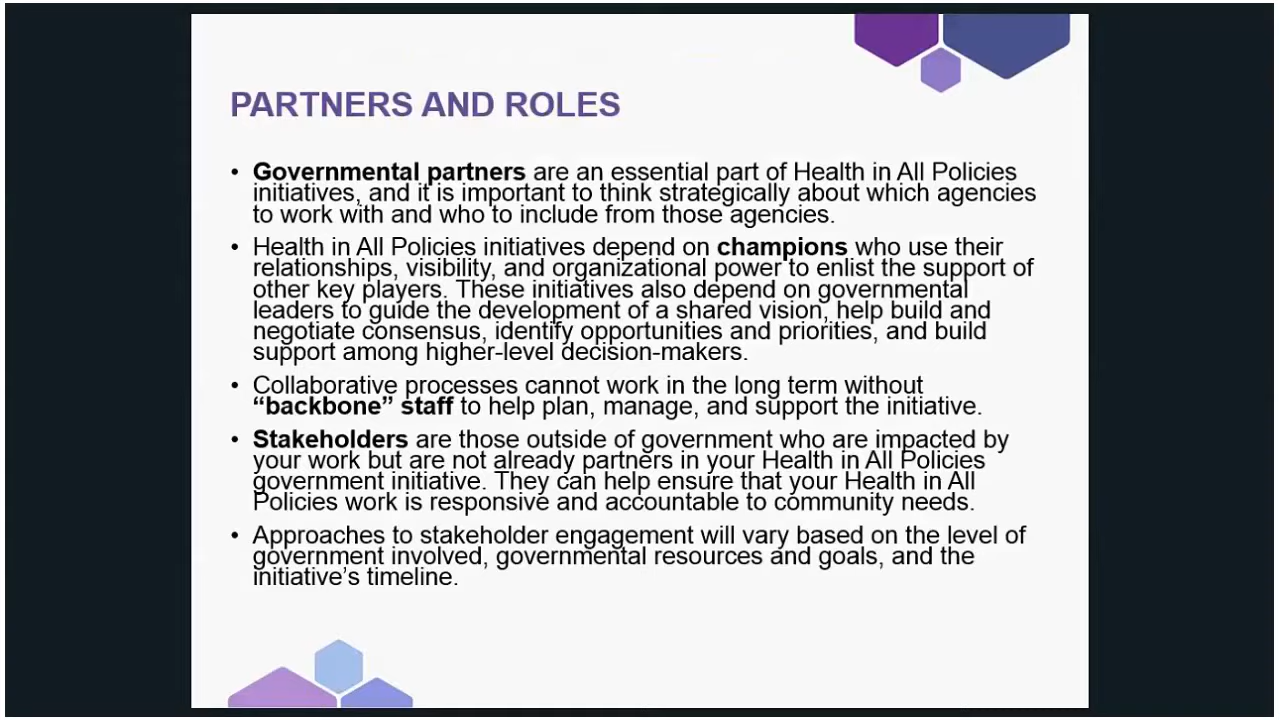 PARTNERS AND ROLES
• Governmental partners are an essential part of Health in All Policies
initiatives, and it is important to think strategically about which agencies
to work with and who to include from those agencies.
• Health in All Policies initiatives depend on champions who use their
relationships, visibility, and organizational power to enlist the support of
other key players. These initiatives also depend on governmental
leaders to guide the development of a shared vision, help build and
negotiate consensus, identify opportunities and priorities, and build
support among higher-level decision-makers.
• Collaborative processes cannot work in the long term without
“backbone” staff to help plan, manage, and support the initiative.
• Stakeholders are those outside of government who are impacted by
your work but are not already partners in your Health in All Policies
government initiative. They can help ensure that your Health in All
Policies work is responsive and accountable to community needs.
• Approaches to stakeholder engagement will vary based on the level of
government involved, governmental resources and goals, and the
initiative’s timeline.